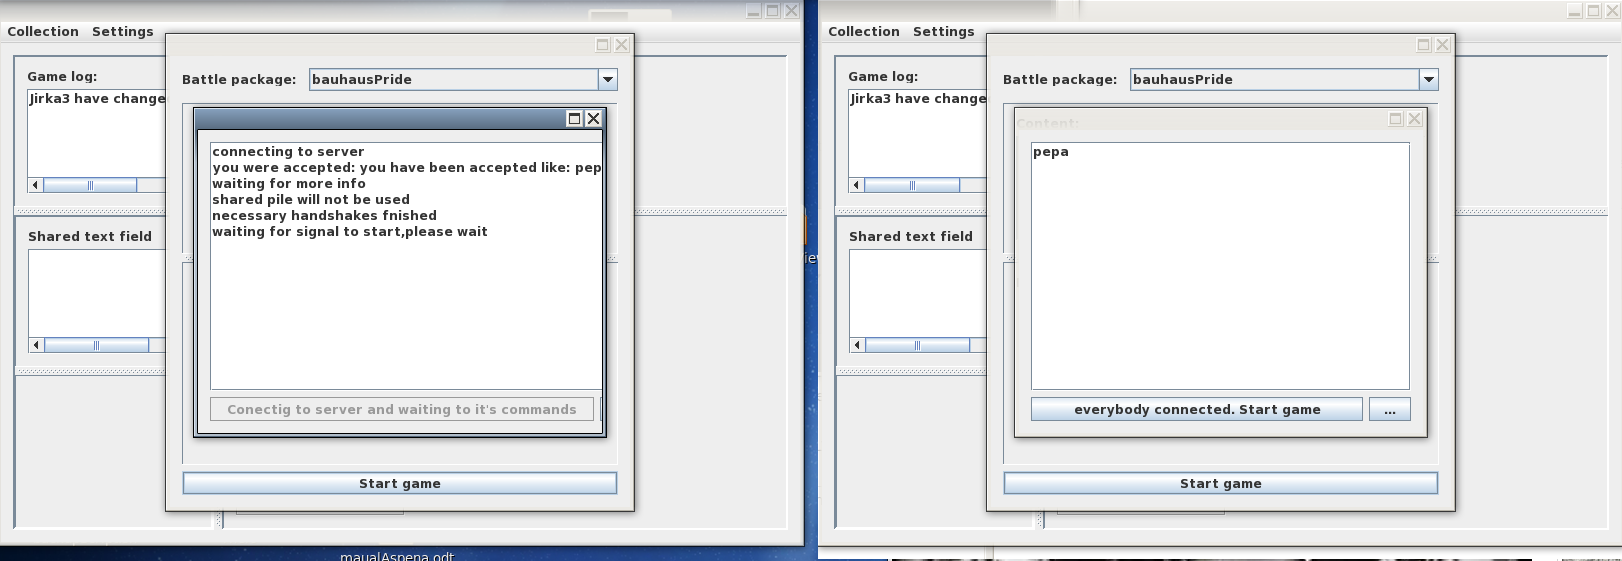 Collection Settings
Battle package: bauhausPride
Game log:
Jirka3 have change
connecting to server
you were accepted: you have been accepted like: pep
waiting for more info
shared pile will not be used
necessary handshakes fnished
waiting for signal to start,please wait
Shared text field
Conectig to server and waiting to it's commands
Start game
maualAspena.odt
Collection Settings
Battle package: bauhausPride
Game log:
Jirka3 have change
Content:
pepa
Shared text field
everybody connected. Start game ...
Start game